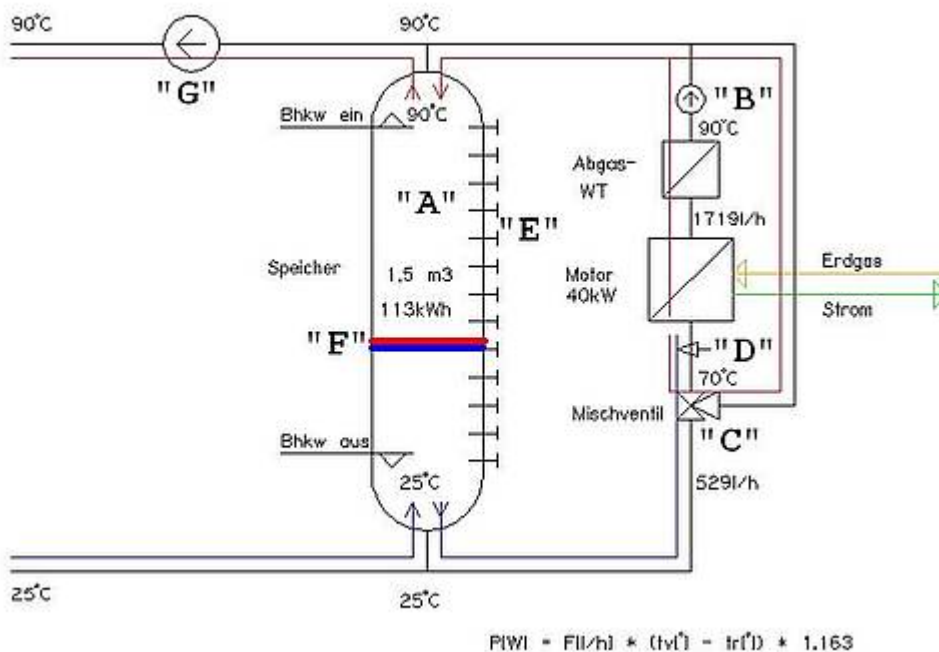 90°C
90°C
"G"
"B"
Bhkw ein
90°C
90°C
Abgas-
WT
"A"
"E"
1719l/h
Speicher
1,5 m3
113kWh
Motor
40kW
Erdgas
Strom
"F"
"D"
70°C
Mischventil
"C"
Bhkw aus
25°C
529l/h
25°C
25°C
P[W] = F[l/h] * (tv[°] - tr[°]) * 1.163